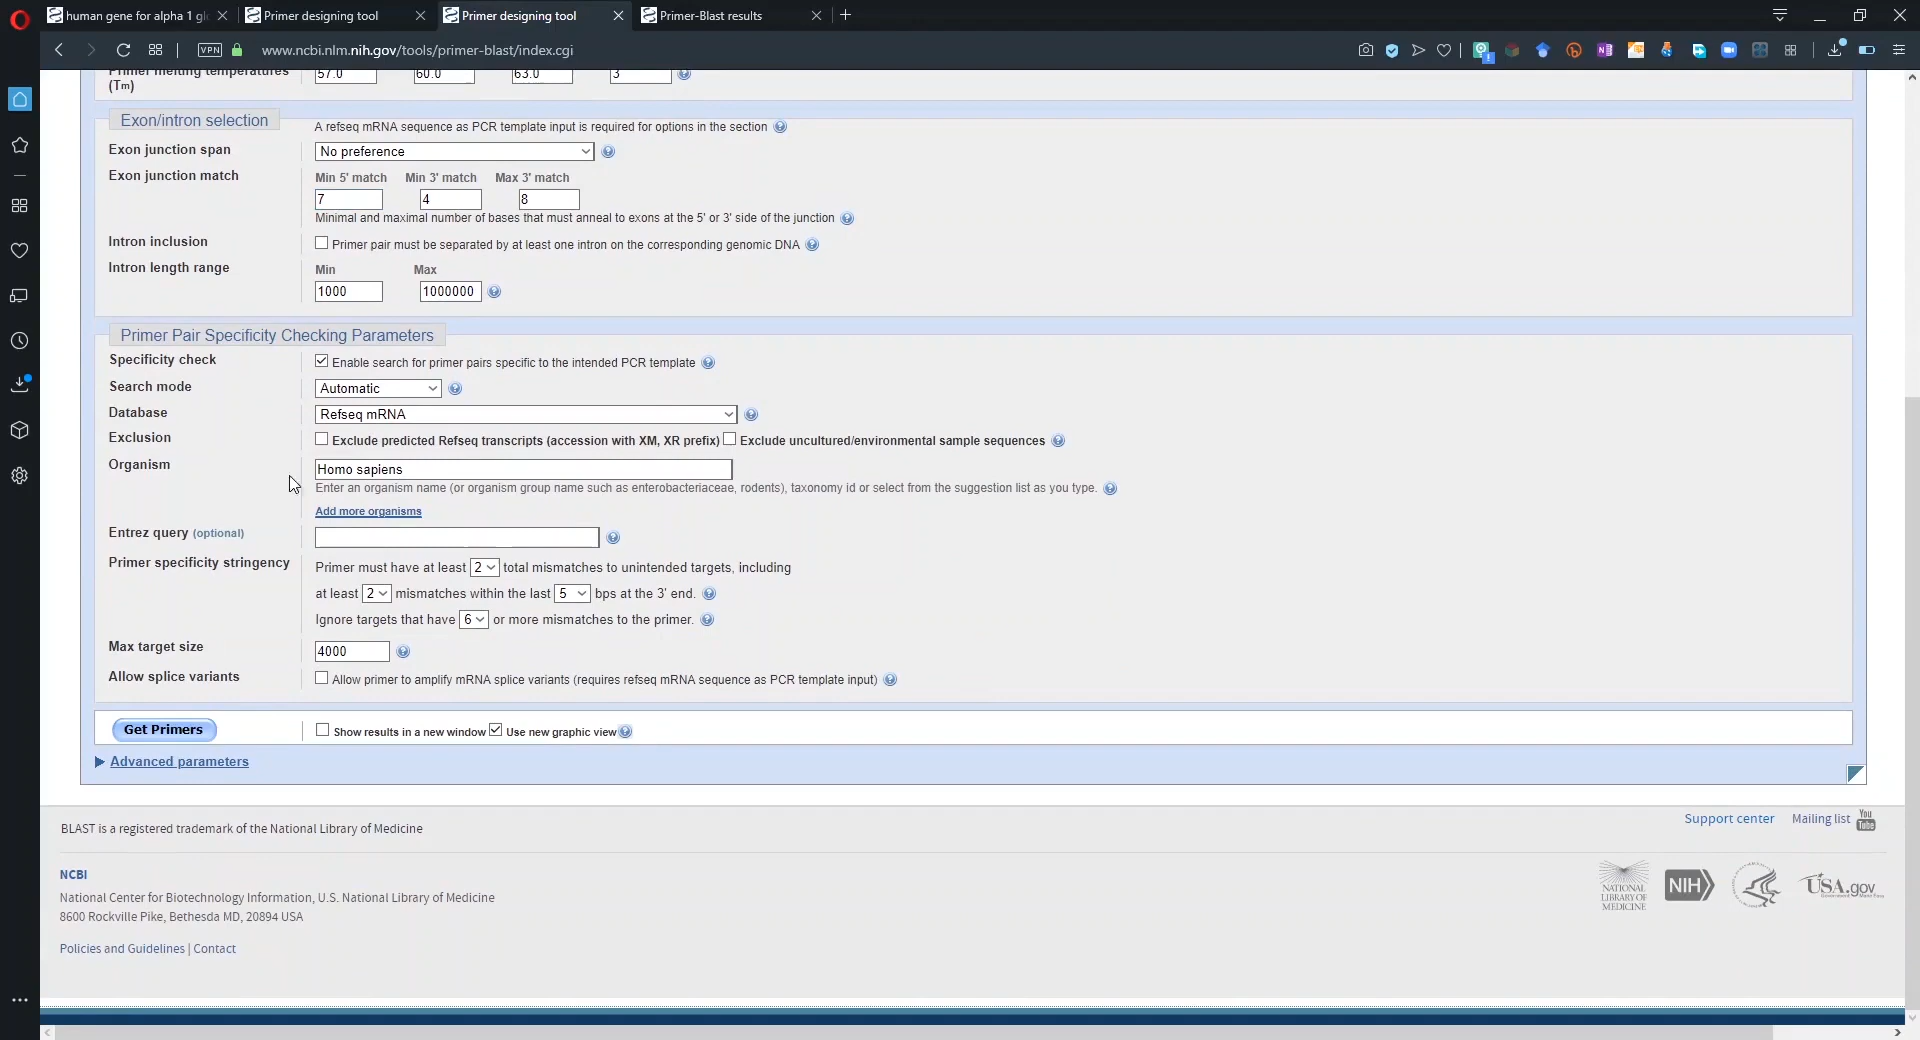 human gene for alpha 1 gl
Primer designing tool
Primer designing tool
Primer-Blast results
VPN
www.ncbi.nlm.nih.gov/tools/primer-blast/index.cgi
Primer melting temperatures 57.0 60.0 63.0 3
(Tm)
Exon/intron selection
A refseq mRNA sequence as PCR template input is required for options in the section
Exon junction span No preference
Exon junction match Min 5' match Min 3' match Max 3' match
7 4 8
Minimal and maximal number of bases that must anneal to exons at the 5' or 3' side of the junction
Intron inclusion Primer pair must be separated by at least one intron on the corresponding genomic DNA
Intron length range Min Max
1000 1000000
Primer Pair Specificity Checking Parameters
Specificity check Enable search for primer pairs specific to the intended PCR template
Search mode Automatic
Database Refseq mRNA
Exclusion Exclude predicted Refseq transcripts (accession with XM, XR prefix) Exclude uncultured/environmental sample sequences
Organism Homo sapiens
Enter an organism name (or organism group name such as enterobacteriaceae, rodents), taxonomy id or select from the suggestion list as you type.
Add more organisms
Entrez query (optional)
Primer specificity stringency Primer must have at least 2 total mismatches to unintended targets, including
at least 2 mismatches within the last 5 bps at the 3' end.
Ignore targets that have 6 or more mismatches to the primer.
Max target size 4000
Allow splice variants Allow primer to amplify mRNA splice variants (requires refseq mRNA sequence as PCR template input)
Get Primers Show results in a new window Use new graphic view
Advanced parameters
BLAST is a registered trademark of the National Library of Medicine
Support center Mailing list You Tube
NCBI
National Center for Biotechnology Information, U.S. National Library of Medicine
8600 Rockville Pike, Bethesda MD, 20894 USA
Policies and Guidelines | Contact
NATIONAL
LIBRARY OF
MEDICINE
NIH
USA.gov